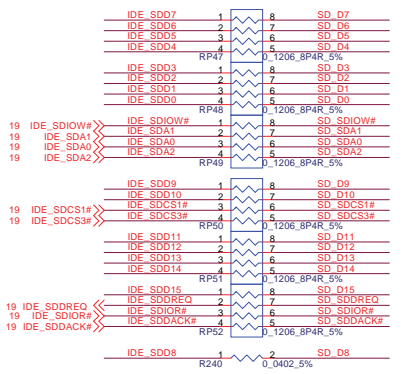 IDE_SDD7 1 8 SD_D7
IDE_SDD6 2 7 SD_D6
IDE_SDD5 3 6 SD_D5
IDE_SDD4 4 5 SD_D4
RP47 0_1206_8P4R_5%
IDE_SDD3 1 8 SD_D3
IDE_SDD2 2 7 SD_D2
IDE_SDD1 3 6 SD_D1
IDE_SDD0 4 5 SD_D0
RP48 0_1206_8P4R_5%
19 IDE_SDIOW# IDE_SDIOW# 1 8 SD_SDIOW#
19 IDE_SDA1 IDE_SDA1 2 7 SD_SDA1
19 IDE_SDA0 IDE_SDA0 3 6 SD_SDA0
19 IDE_SDA2 IDE_SDA2 4 5 SD_SDA2
RP49 0_1206_8P4R_5%
IDE_SDD9 1 8 SD_D9
IDE_SDD10 2 7 SD_D10
19 IDE_SDCS1# IDE_SDCS1# 3 6 SD_SDCS1#
19 IDE_SDCS3# IDE_SDCS3# 4 5 SD_SDCS3#
RP50 0_1206_8P4R_5%
IDE_SDD11 1 8 SD_D11
IDE_SDD12 2 7 SD_D12
IDE_SDD13 3 6 SD_D13
IDE_SDD14 4 5 SD_D14
RP51 0_1206_8P4R_5%
IDE_SDD15 1 8 SD_D15
19 IDE_SDDREQ IDE_SDDREQ 2 7 SD_SDDREQ
19 IDE_SDIOR# IDE_SDIOR# 3 6 SD_SDIOR#
19 IDE_SDDACK# IDE_SDDACK# 4 5 SD_SDDACK#
RP52 0_1206_8P4R_5%
IDE_SDD8 1 2 SD_D8
R240 0_0402_5%